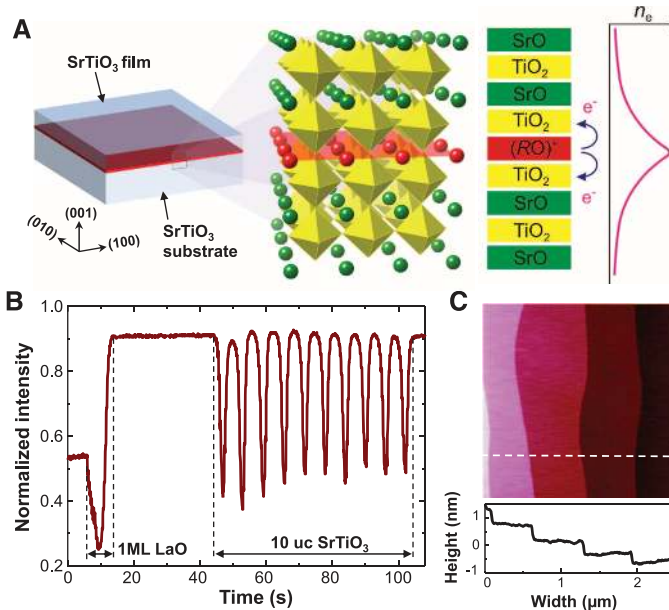 A
SrTiO3 film
SrTiO3
substrate
(001)
(010)
(100)
SrO
TiO2
SrO
TiO2
(RO)+
TiO2
SrO
TiO2
SrO
e-
e-
ne
B
Normalized intensity
1.0
0.8
0.6
0.4
0.2
1ML LaO
10 uc SrTiO3
0 20 40 60 80 100
Time (s)
C
Height (nm)
1
0
-1
0 1 2
Width (μm)